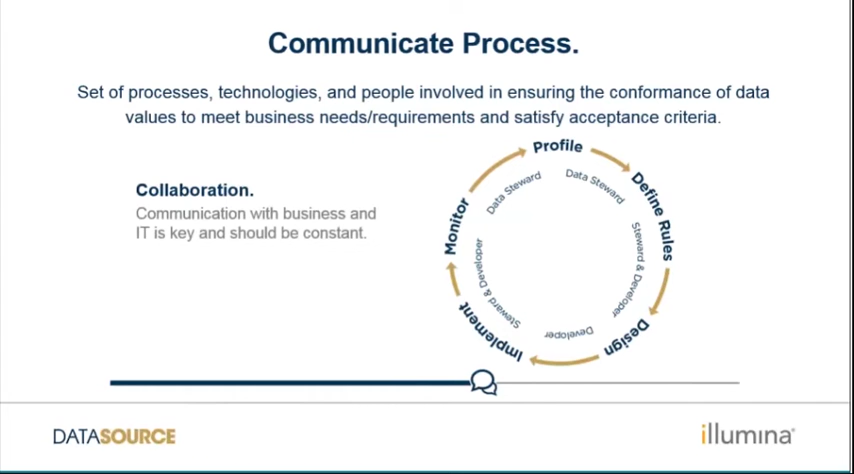 Communicate Process.
Set of processes, technologies, and people involved in ensuring the conformance of data
values to meet business needs/requirements and satisfy acceptance criteria.
Collaboration.
Communication with business and
IT is key and should be constant.
Profile
Data Steward
Define Rules
Steward & Developer
Design
Developer
Implement
Steward & Developer
Monitor
Data Steward
DATASOURCE
illumina®